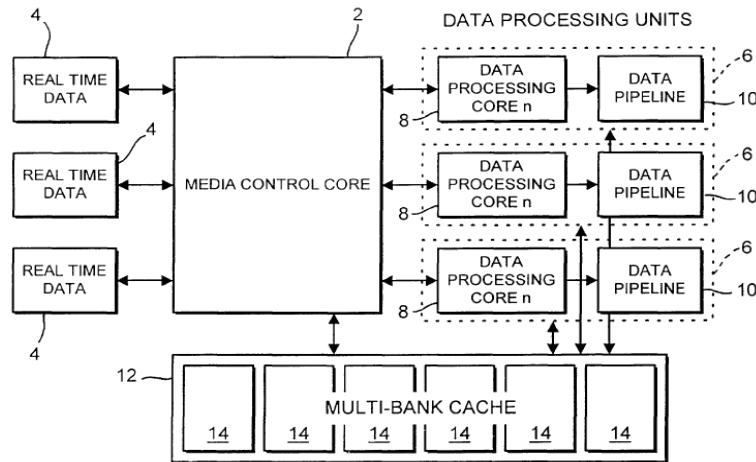 4
2
DATA PROCESSING UNITS
REAL TIME
DATA
DATA
PROCESSING
CORE n
DATA
PIPELINE
6
8
10
4
REAL TIME
DATA
MEDIA CONTROL CORE
DATA
PROCESSING
CORE n
DATA
PIPELINE
6
8
10
REAL TIME
DATA
DATA
PROCESSING
CORE n
DATA
PIPELINE
6
8
10
4
12
MULTI-BANK CACHE
14
14
14
14
14
14